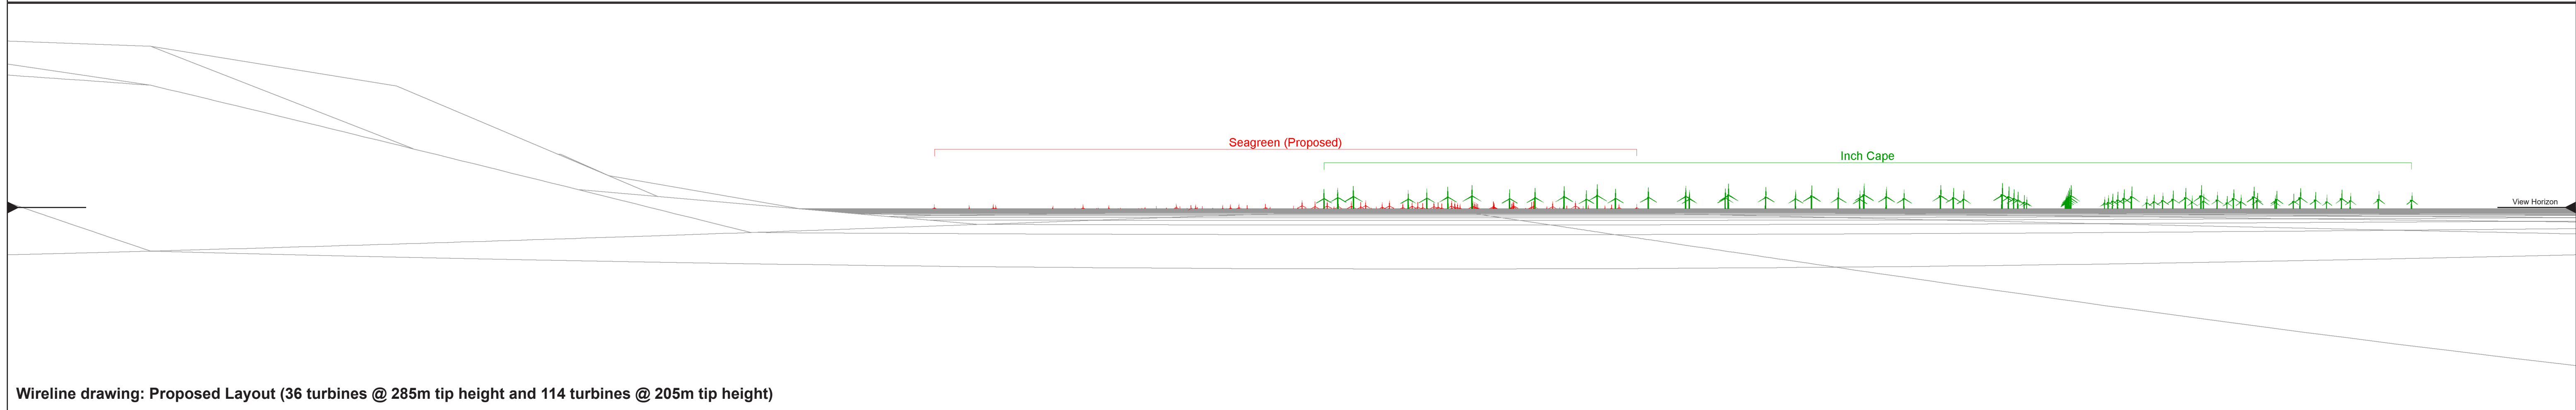 Seagreen (Proposed)
Inch Cape
View Horizon
Wireline drawing: Proposed Layout (36 turbines @ 285m tip height and 114 turbines @ 205m tip height)